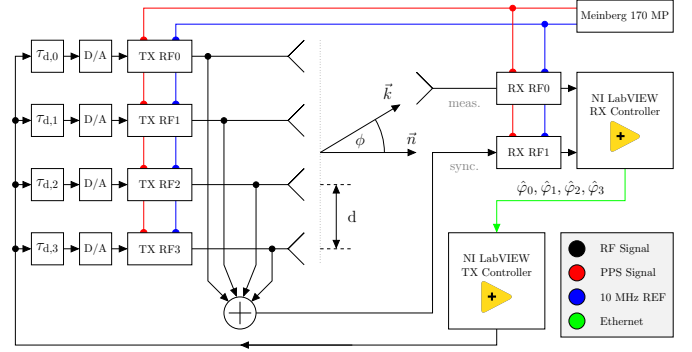 τd,0 D/A TX RF0
Meinberg 170 MP
τd,1 D/A TX RF1
τd,2 D/A TX RF2
τd,3 D/A TX RF3
k⃗
n⃗
ϕ
d
meas.
sync.
RX RF0
RX RF1
NI LabVIEW
RX Controller
+
φ̂0, φ̂1, φ̂2, φ̂3
NI LabVIEW
TX Controller
+
RF Signal
PPS Signal
10 MHz REF
Ethernet